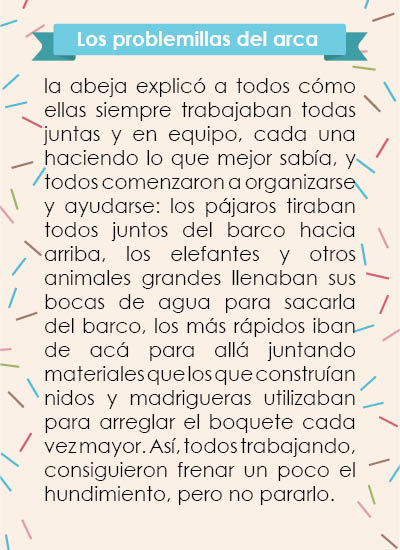 Los problemillas del arca
la abeja explicó a todos cómo
ellas siempre trabajaban todas
juntas y en equipo, cada una
haciendo lo que mejor sabía, y
todos comenzaron a organizarse
y ayudarse: los pájaros tiraban
todos juntos del barco hacia
arriba, los elefantes y otros
animales grandes llenaban sus
bocas de agua para sacarla
del barco, los más rápidos iban
de acá para allá juntando
materiales que los que construían
nidos y madrigueras utilizaban
para arreglar el boquete cada
vez mayor. Así, todos trabajando,
consiguieron frenar un poco el
hundimiento, pero no pararlo.